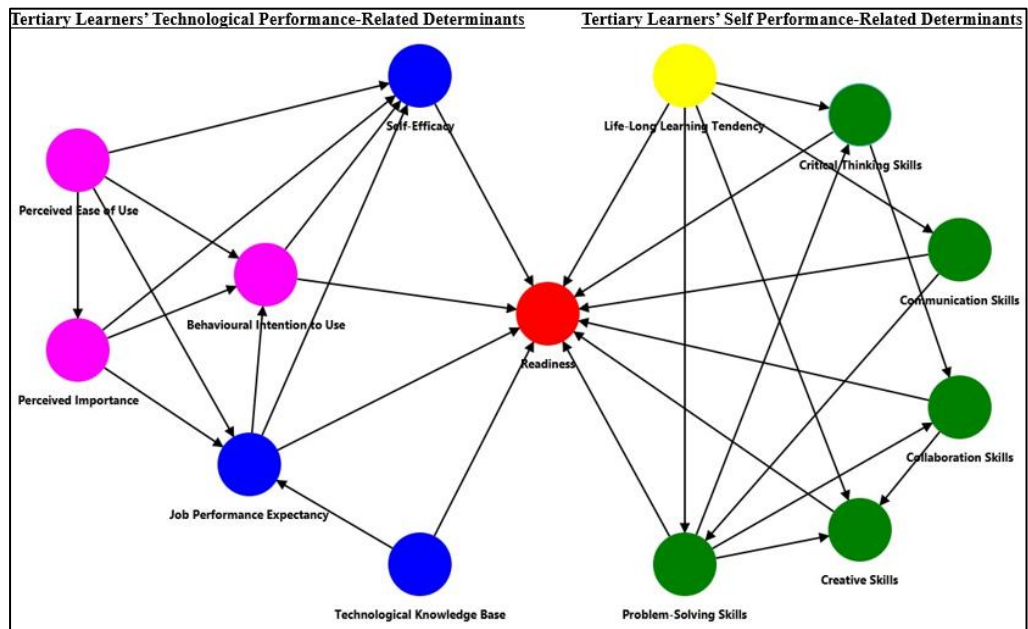 Tertiary Learners' Technological Performance-Related Determinants
Tertiary Learners' Self Performance-Related Determinants
Self-Efficacy
Life-Long Learning Tendency
Critical Thinking Skills
Perceived Ease of Use
Communication Skills
Behavioural Intention to Use
Readiness
Perceived Importance
Collaboration Skills
Job Performance Expectancy
Creative Skills
Technological Knowledge Base
Problem-Solving Skills